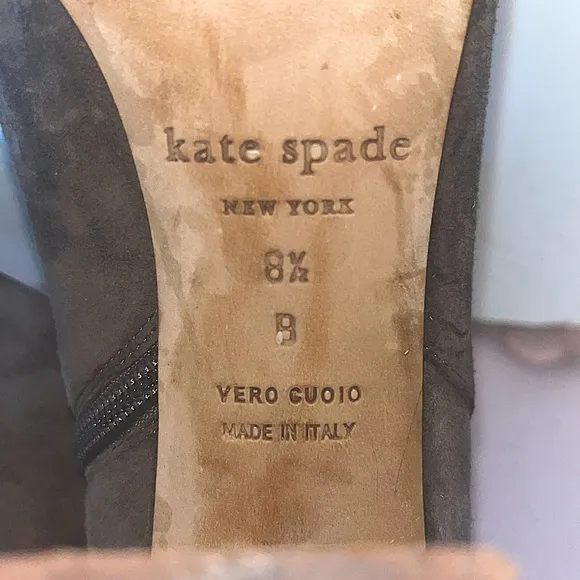 kate spade
NEW YORK
8½
B
VERO CUOIO
MADE IN ITALY